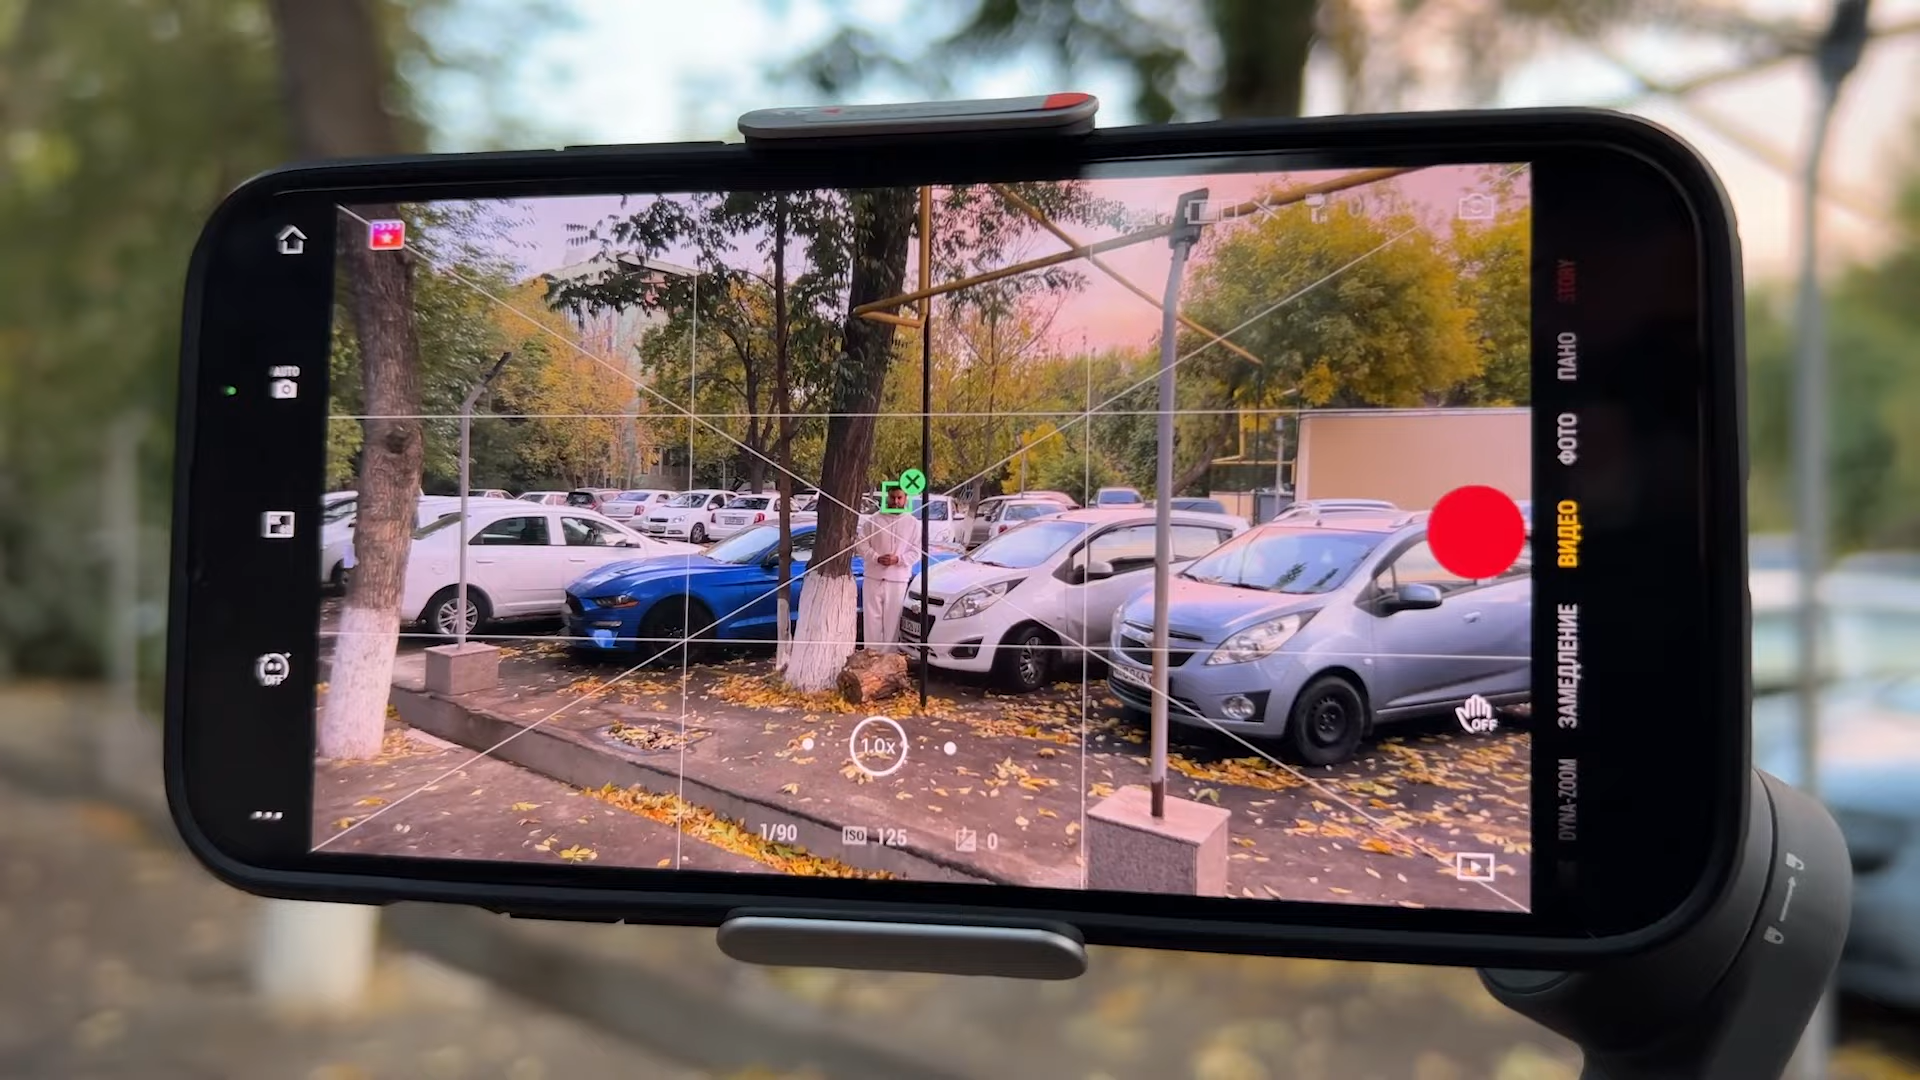 AUTO
OFF
1.0x
1/90
ISO 125
0
OFF
STORY
ПАНО
ФОТО
ВИДЕО
ЗАМЕДЛЕНИЕ
DYNA-ZOOM